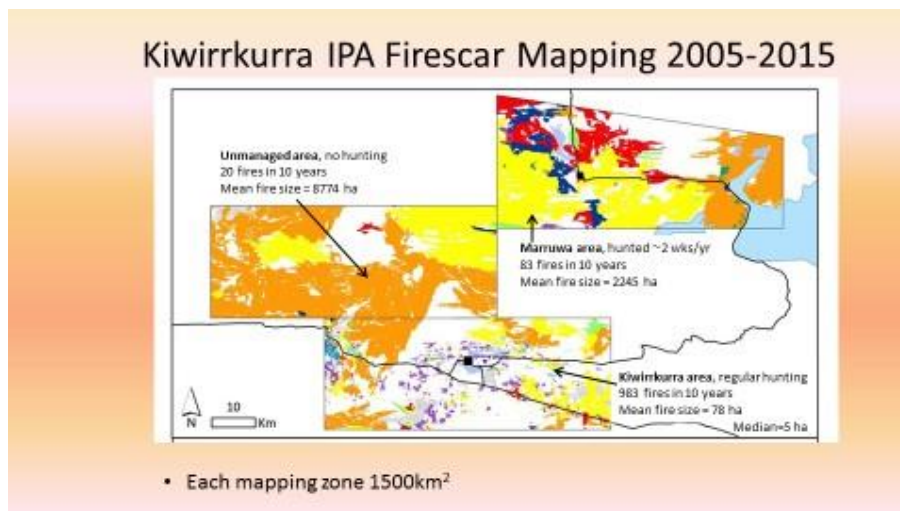 Kiwirrkurra IPA Firescar Mapping 2005-2015
Unmanaged area, no hunting
20 fires in 10 years
Mean fire size = 8774 ha
Marruwa area, hunted ~2 wks/yr
83 fires in 10 years
Mean fire size = 2245 ha
Kiwirrkurra area, regular hunting
983 fires in 10 years
Mean fire size = 78 ha
Median=5 ha
N
10
Km
• Each mapping zone 1500km²